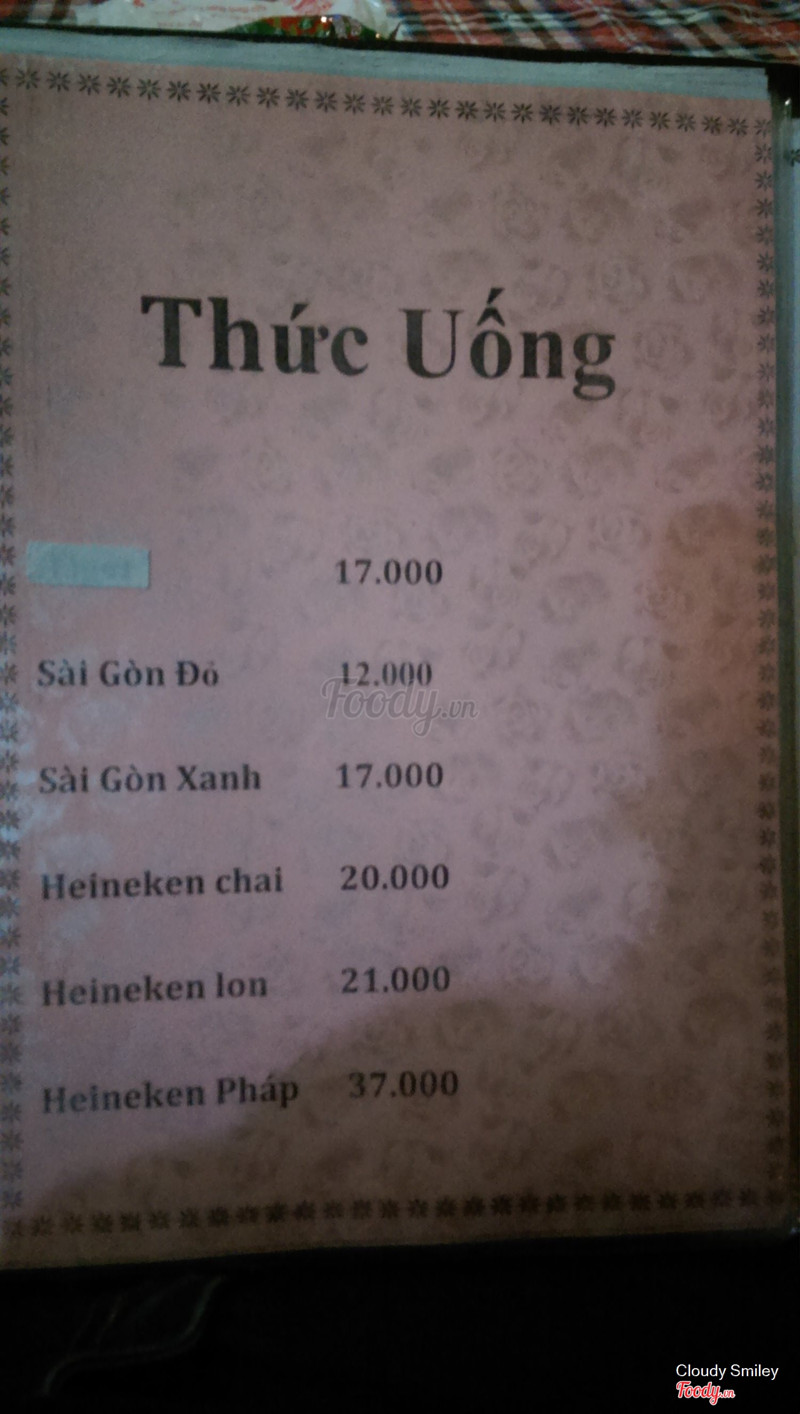 Thức Uống
17.000
Sài Gòn Đỏ 12.000
Foody.vn
Sài Gòn Xanh 17.000
Heineken chai 20.000
Heineken lon 21.000
Heineken Pháp 37.000
Cloudy Smiley
Foody.vn